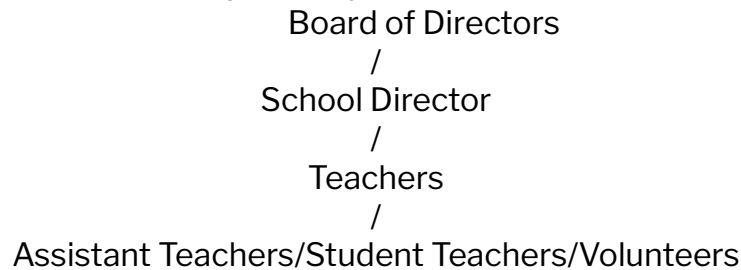 Board of Directors
/
School Director
/
Teachers
/
Assistant Teachers/Student Teachers/Volunteers